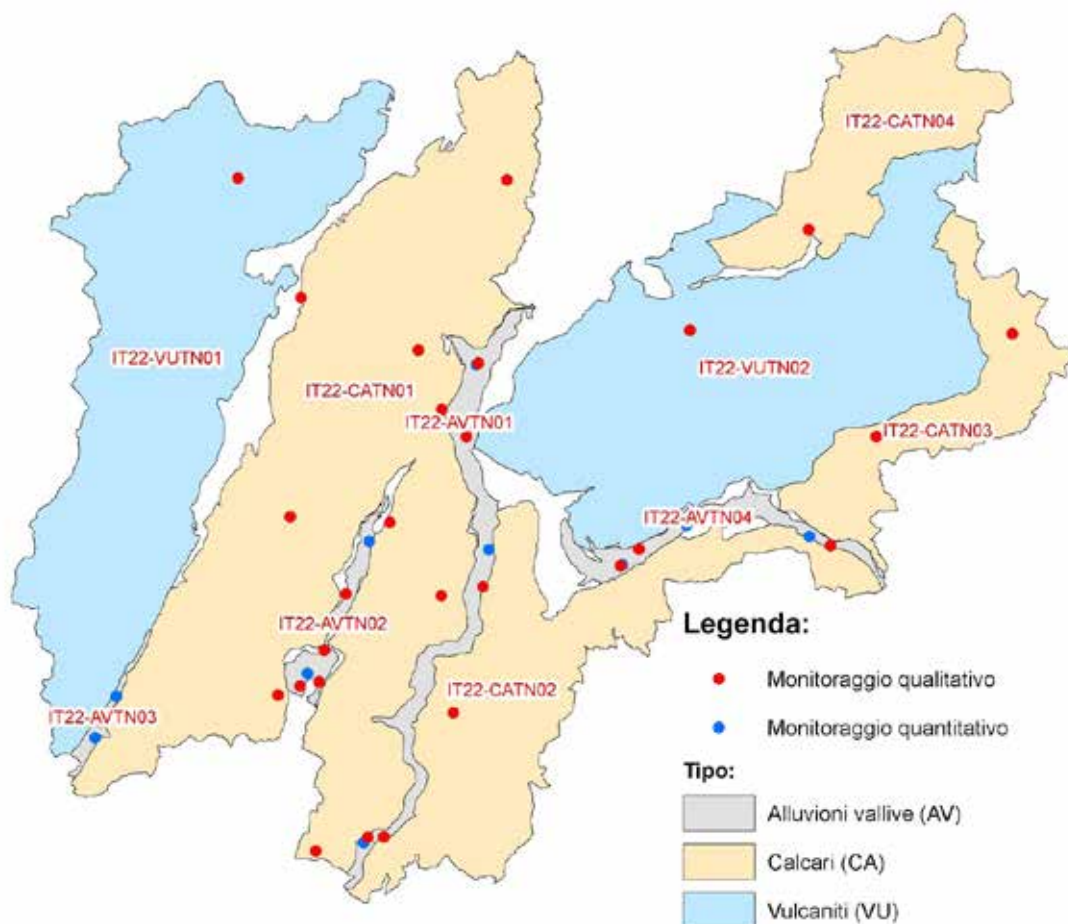 IT22-CATN04
IT22-VUTN01
IT22-CATN01
IT22-VUTN02
IT22-AVTN01
IT22-CATN03
IT22-AVTN04
IT22-AVTN02
IT22-CATN02
IT22-AVTN03
Legenda:
Monitoraggio qualitativo
Monitoraggio quantitativo
Tipo:
Alluvioni vallive (AV)
Calcari (CA)
Vulcaniti (VU)